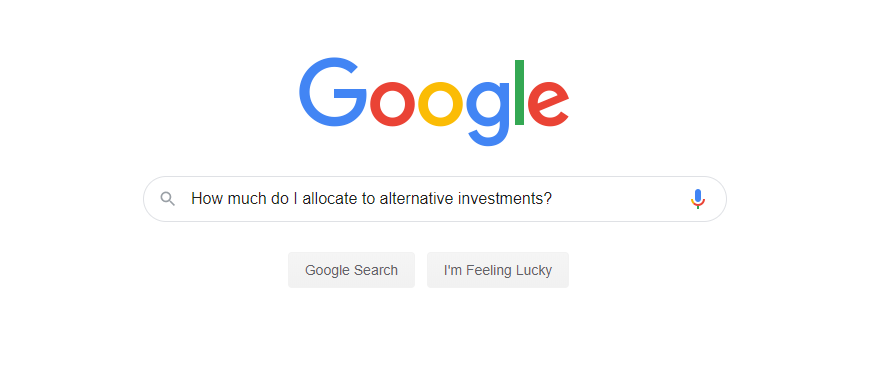 Google
How much do I allocate to alternative investments?
Google Search
I'm Feeling Lucky